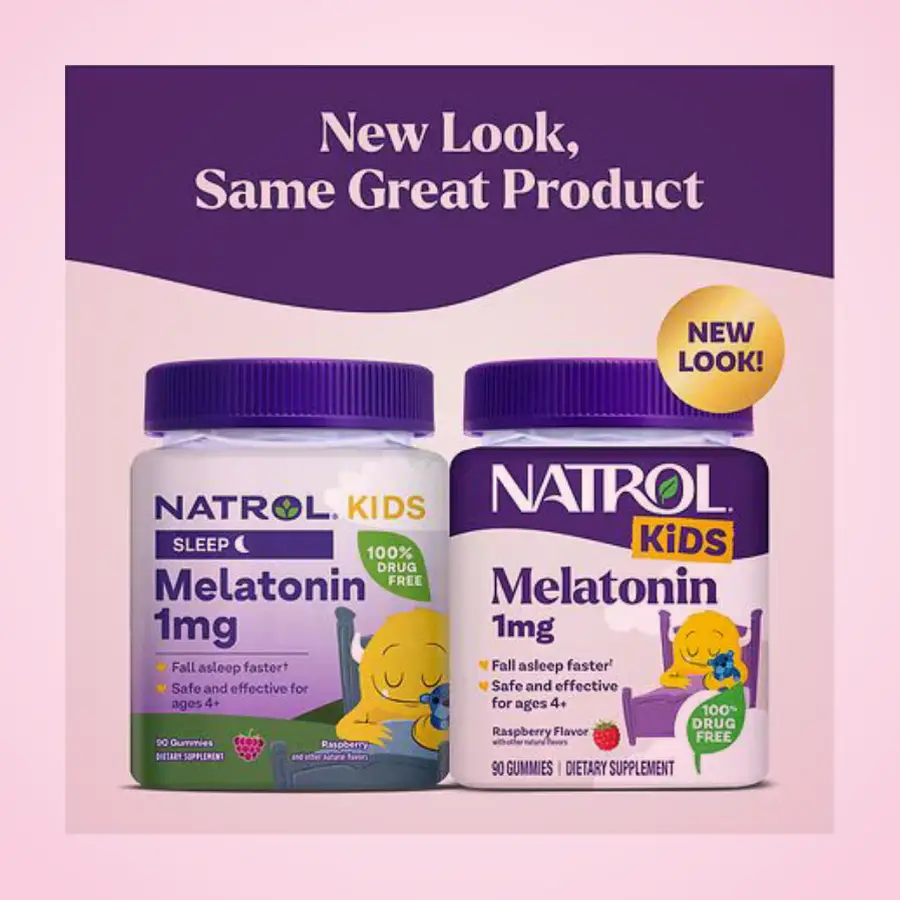 New Look,
Same Great Product
NEW
LOOK!
NATROL. KIDS
SLEEP
100%
DRUG
FREE
Melatonin
1mg
Fall asleep faster†
Safe and effective for
ages 4+
90 Gummies
DIETARY SUPPLEMENT
Raspberry
and other natural flavors
NATROL.
KiDS
Melatonin
1mg
Fall asleep faster†
Safe and effective
for ages 4+
Raspberry Flavor
with other natural flavors
100%
DRUG
FREE
90 GUMMIES | DIETARY SUPPLEMENT